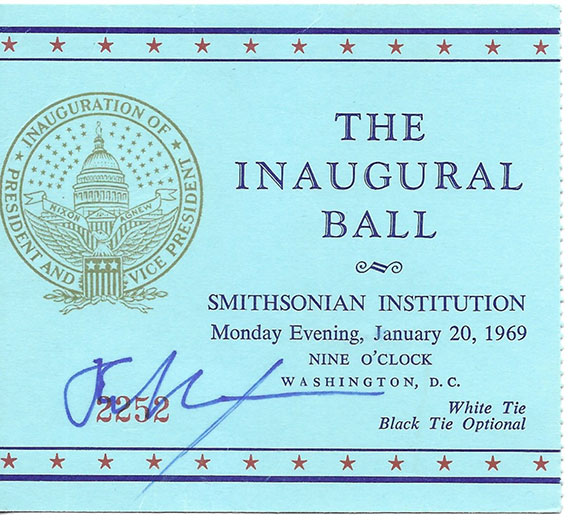 INAUGURATION OF
PRESIDENT AND VICE PRESIDENT
NIXON AGNEW
THE
INAUGURAL
BALL
SMITHSONIAN INSTITUTION
Monday Evening, January 20, 1969
NINE O'CLOCK
WASHINGTON, D.C.
2252
White Tie
Black Tie Optional